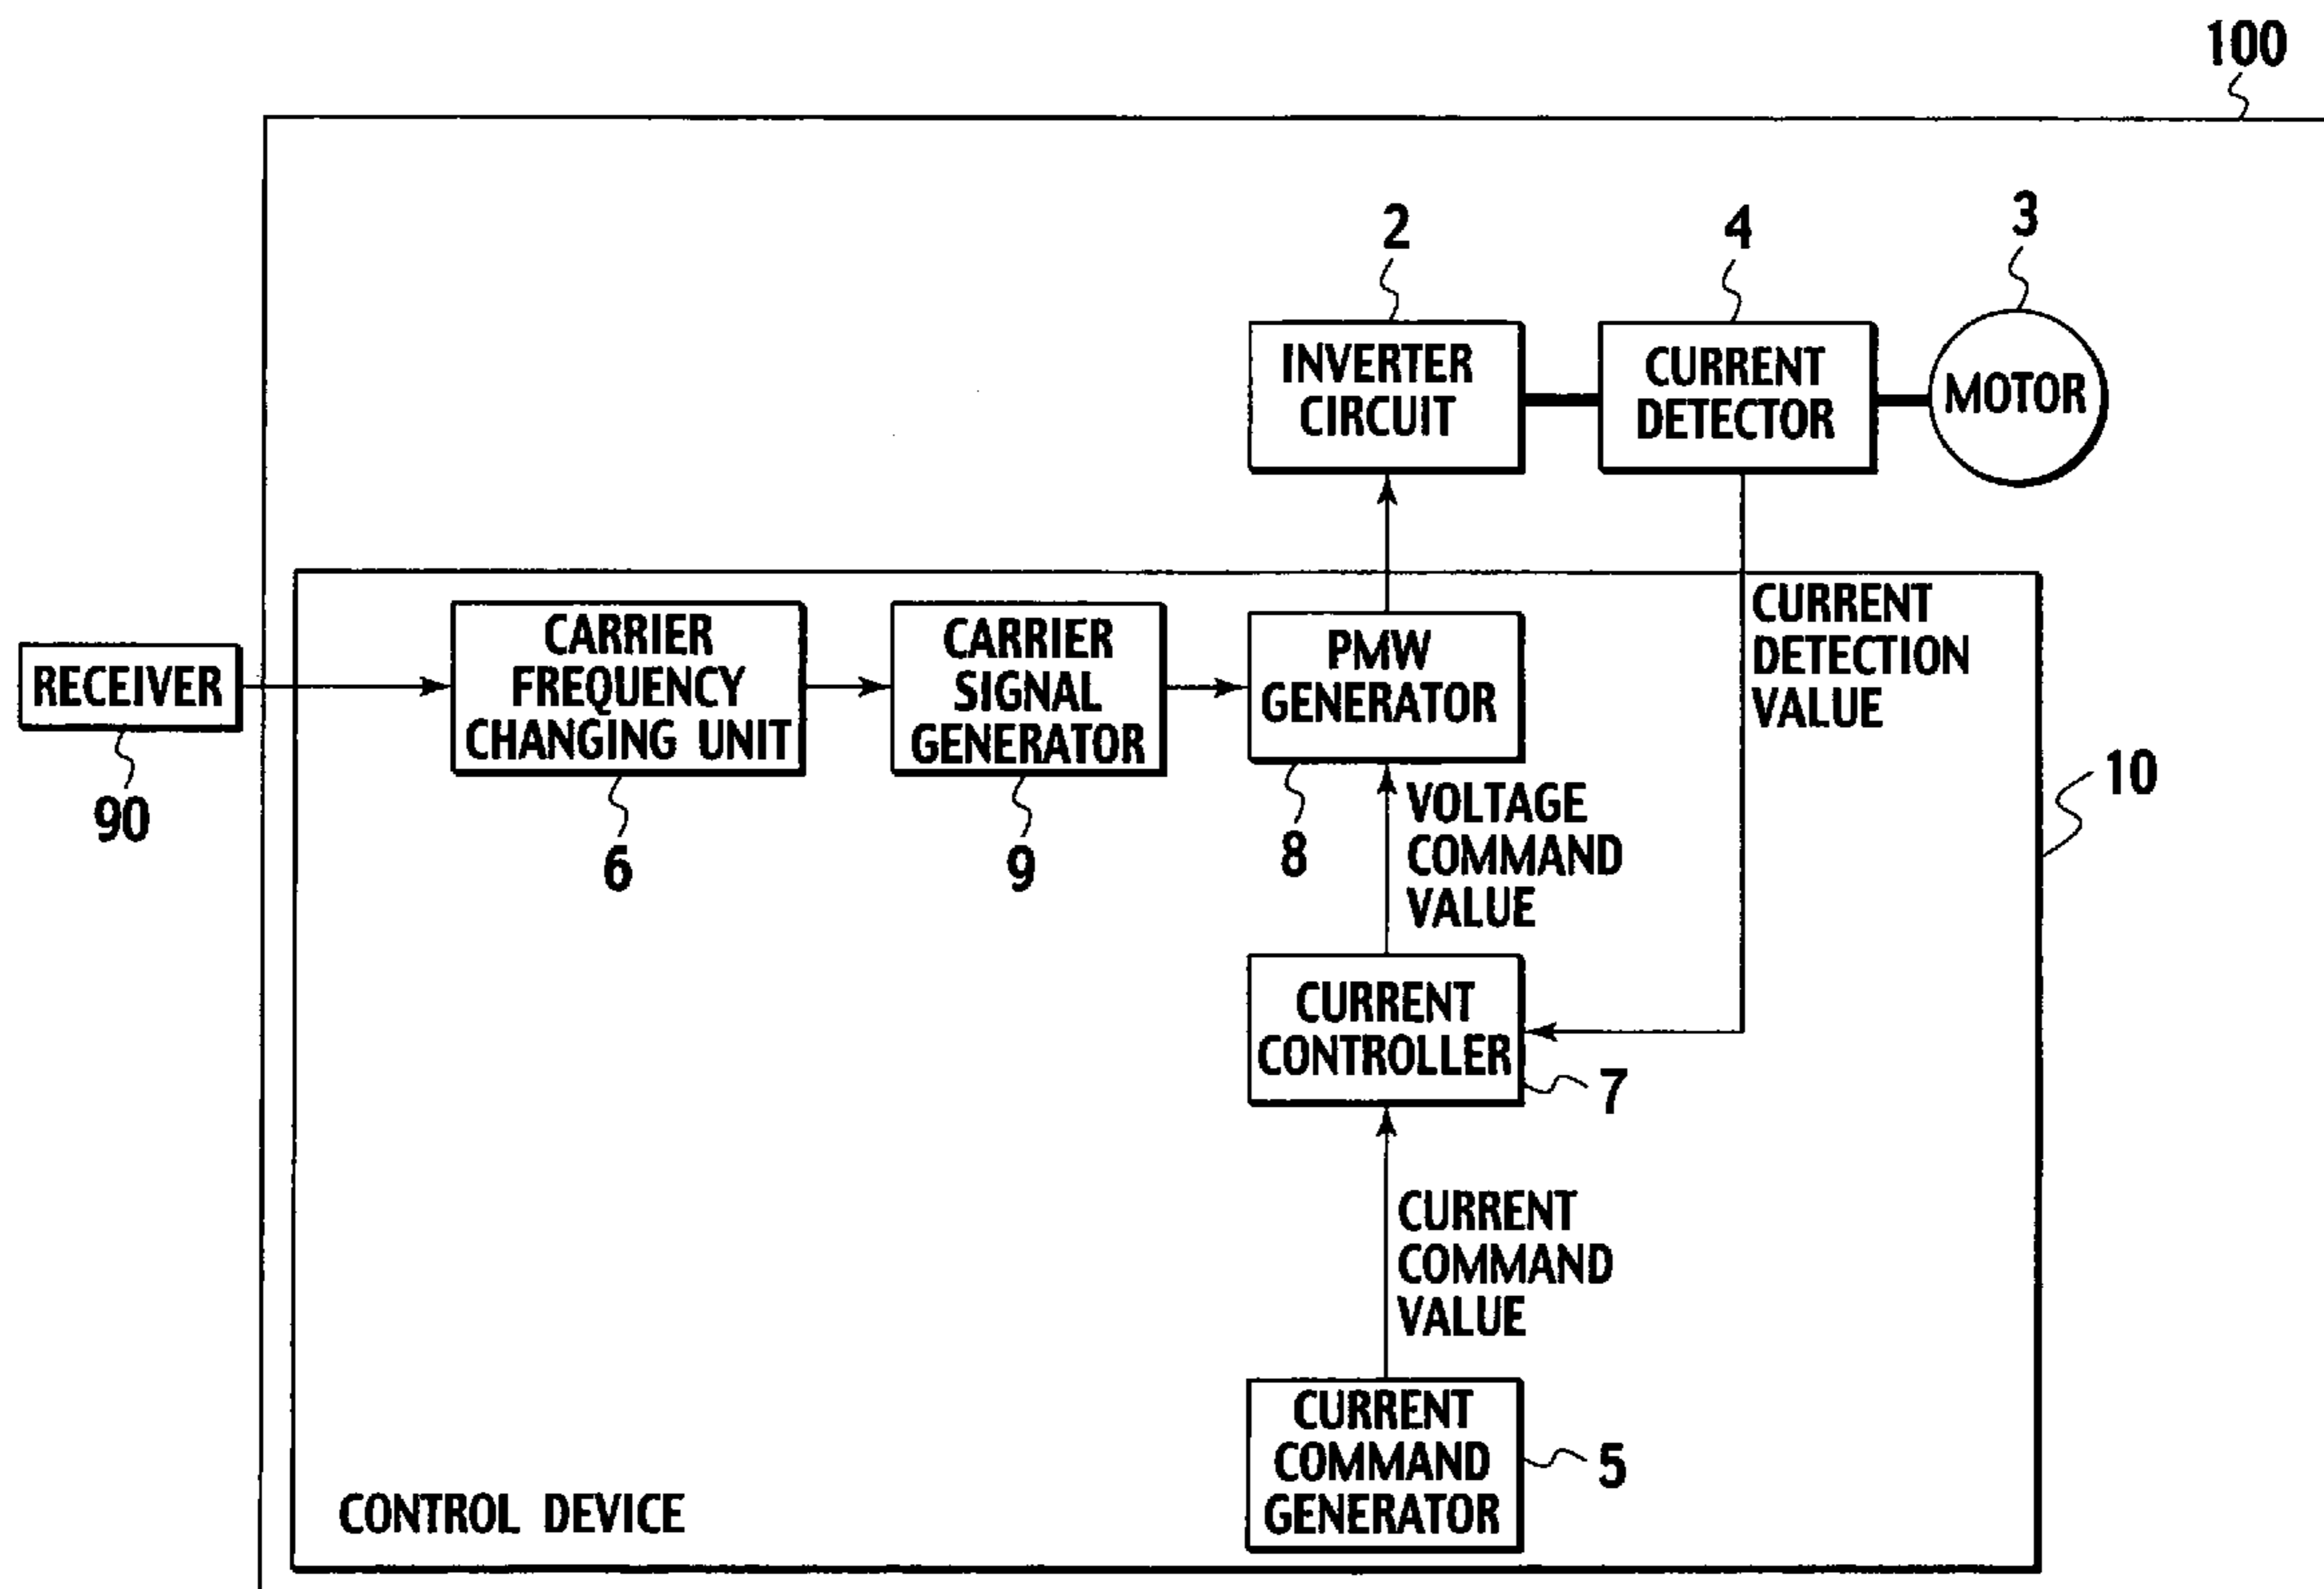 100
2
4
3
INVERTER
CIRCUIT
CURRENT
DETECTOR
MOTOR
RECEIVER
90
CARRIER
FREQUENCY
CHANGING UNIT
6
CARRIER
SIGNAL
GENERATOR
9
PMW
GENERATOR
8
CURRENT
DETECTION
VALUE
10
VOLTAGE
COMMAND
VALUE
CURRENT
CONTROLLER
7
CURRENT
COMMAND
VALUE
CURRENT
COMMAND
GENERATOR
5
CONTROL DEVICE